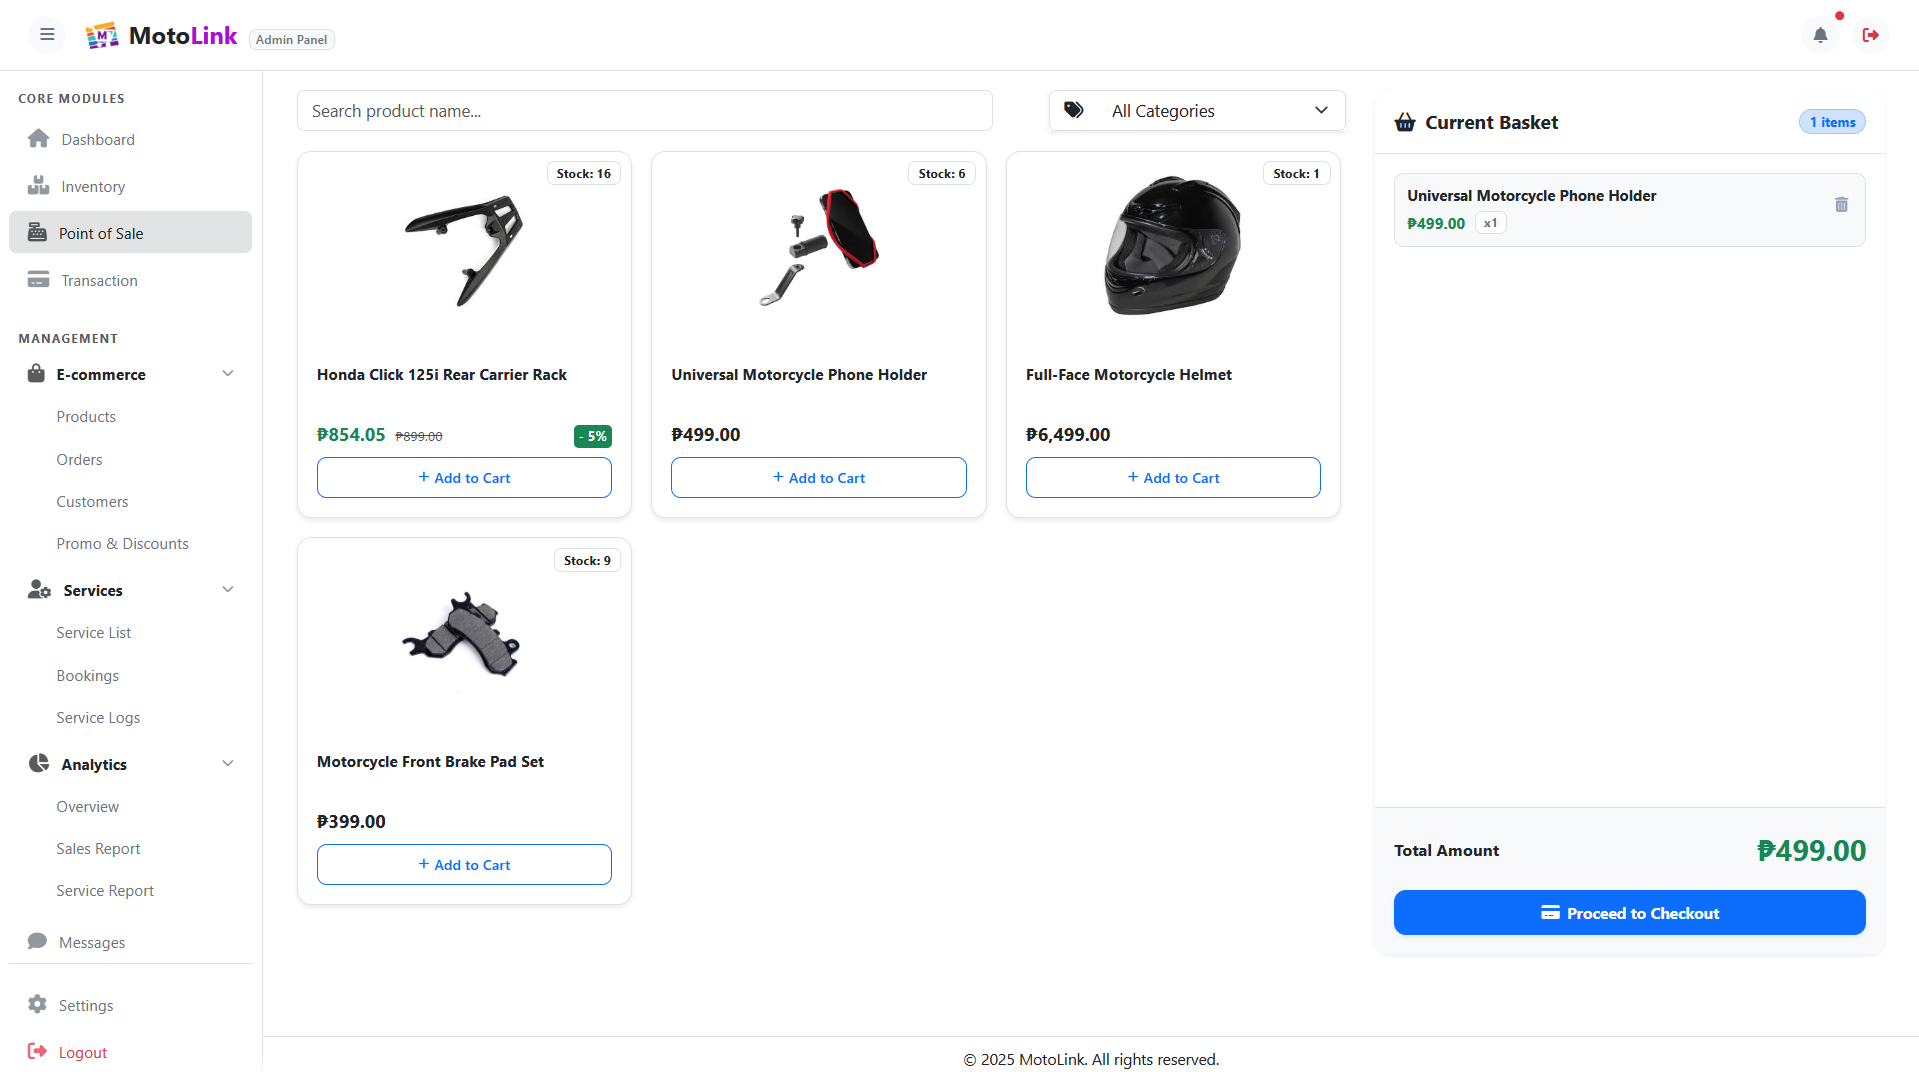 MotoLink Admin Panel
CORE MODULES
Dashboard
Inventory
Point of Sale
Transaction
MANAGEMENT
E-commerce
Products
Orders
Customers
Promo & Discounts
Services
Service List
Bookings
Service Logs
Analytics
Overview
Sales Report
Service Report
Messages
Settings
Logout
Search product name...
All Categories
Stock: 16
Honda Click 125i Rear Carrier Rack
₱854.05 ₱899.00 - 5%
+ Add to Cart
Stock: 6
Universal Motorcycle Phone Holder
₱499.00
+ Add to Cart
Stock: 1
Full-Face Motorcycle Helmet
₱6,499.00
+ Add to Cart
Stock: 9
Motorcycle Front Brake Pad Set
₱399.00
+ Add to Cart
Current Basket 1 items
Universal Motorcycle Phone Holder
₱499.00 x1
Total Amount ₱499.00
Proceed to Checkout
© 2025 MotoLink. All rights reserved.